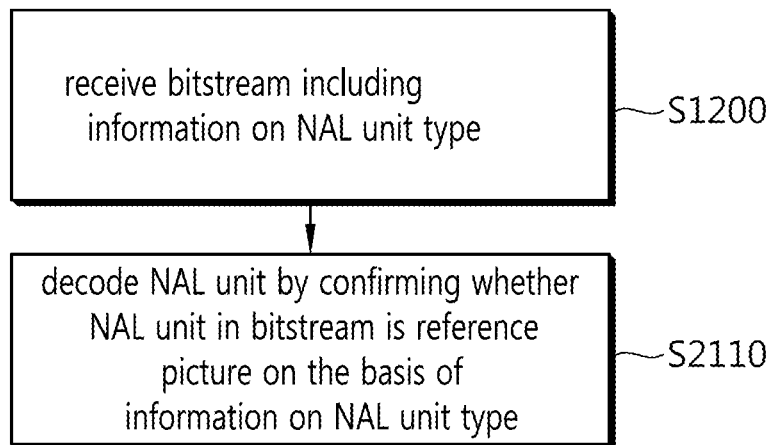 receive bitstream including
information on NAL unit type
S1200
decode NAL unit by confirming whether
NAL unit in bitstream is reference
picture on the basis of
information on NAL unit type
S2110